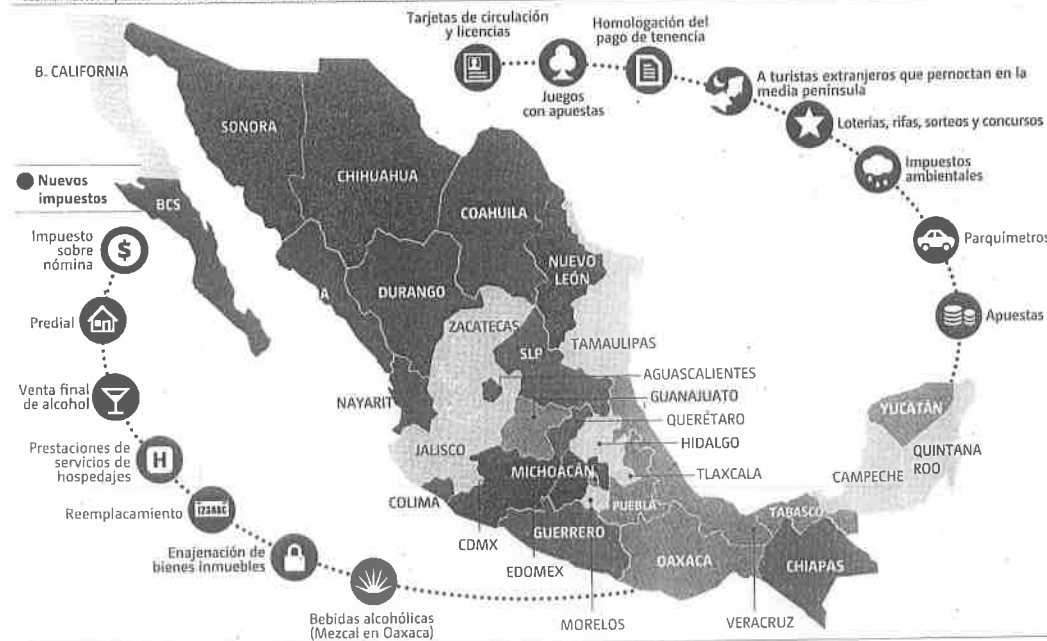 Tarjetas de circulación
y licencias
Homologación del
pago de tenencia
Juegos
con apuestas
A turistas extranjeros que pernoctan en la
media península
Loterías, rifas, sorteos y concursos
Impuestos
ambientales
Parquímetros
Apuestas
Nuevos
impuestos
Impuesto
sobre
nómina
$
Predial
Venta final
de alcohol
Prestaciones de
servicios de
hospedajes
H
Reemplacamiento
123ABC
Enajenación de
bienes inmuebles
Bebidas alcohólicas
(Mezcal en Oaxaca)
B. CALIFORNIA
SONORA
CHIHUAHUA
BCS
COAHUILA
NUEVO
LEÓN
A
DURANGO
ZACATECAS
TAMAULIPAS
SLP
AGUASCALIENTES
NAYARIT
GUANAJUATO
QUERÉTARO
JALISCO
HIDALGO
MICHOACÁN
TLAXCALA
COLIMA
PUEBLA
CDMX
GUERRERO
EDOMEX
OAXACA
MORELOS
VERACRUZ
TABASCO
CHIAPAS
CAMPECHE
YUCATÁN
QUINTANA
ROO